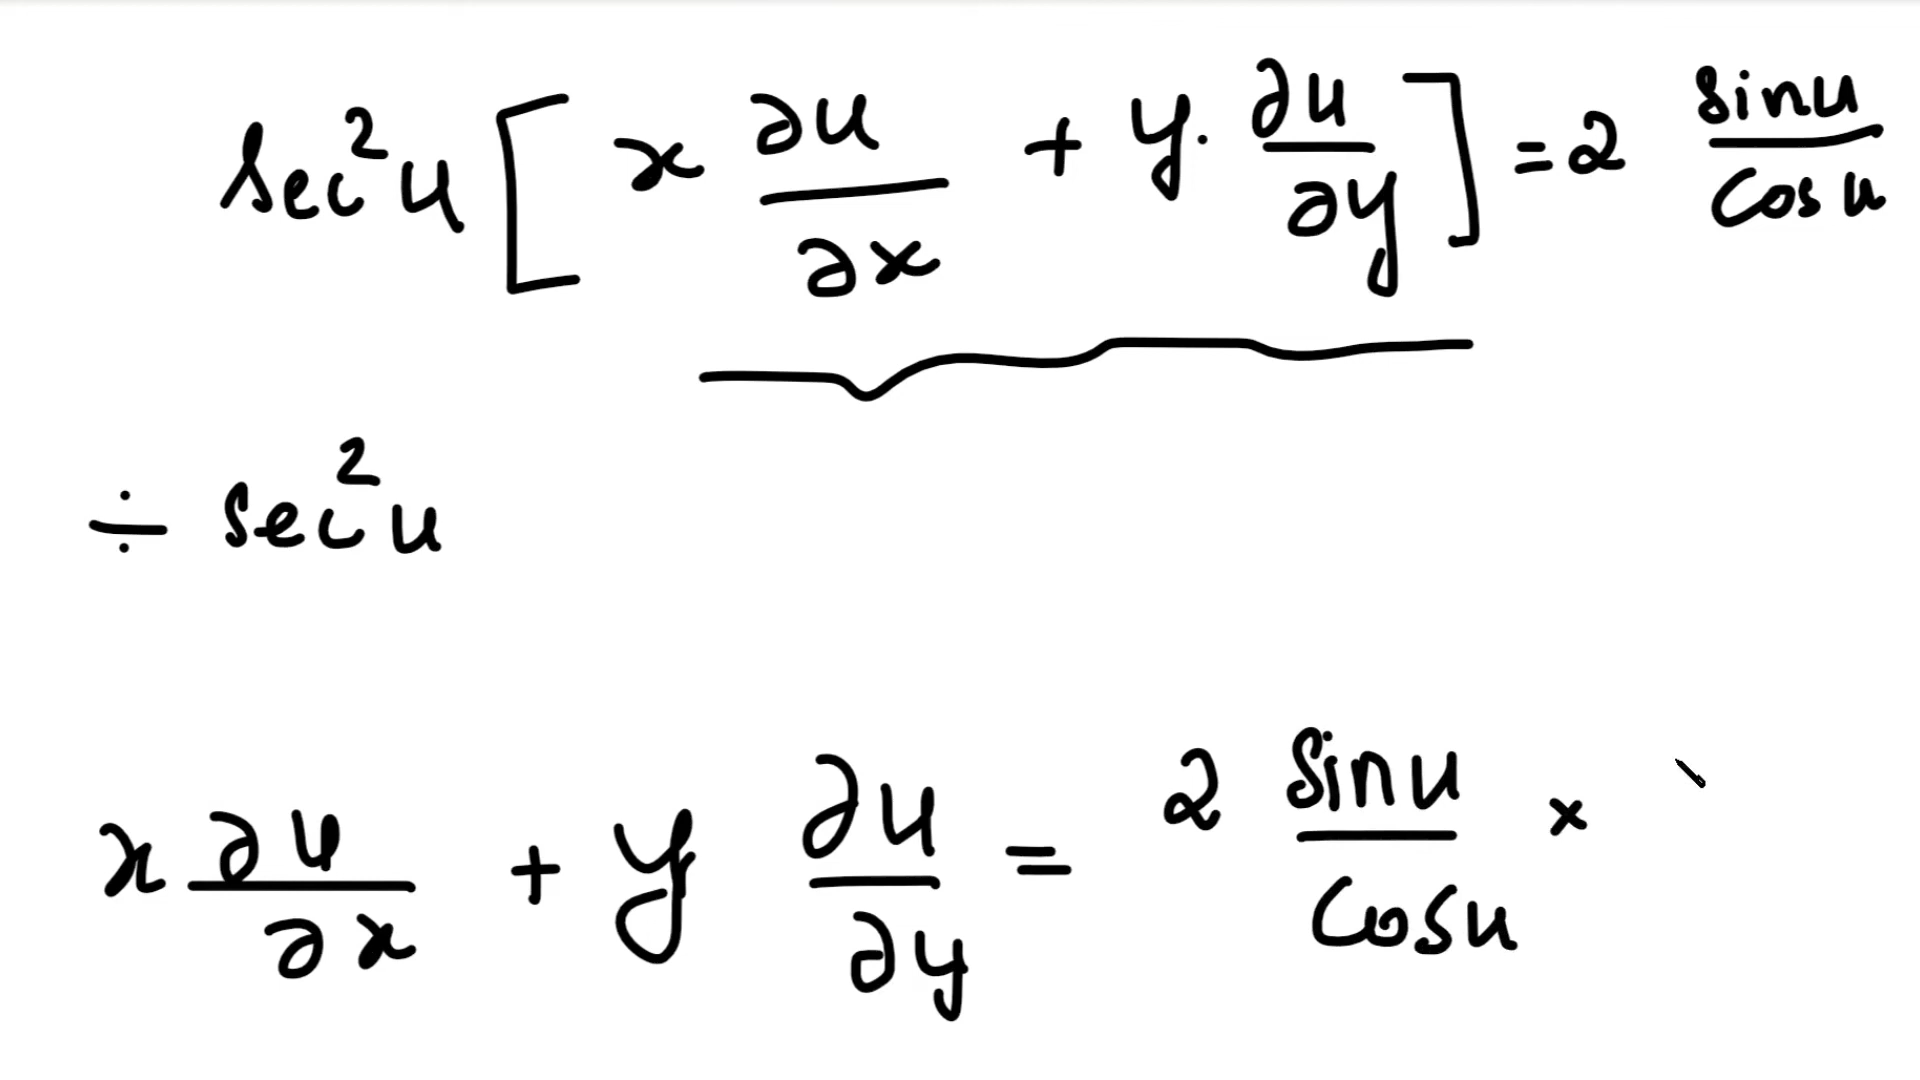 sec²u [ x ∂u/∂x + y · ∂u/∂y ] = 2 sinu/cosu
÷ sec²u
x ∂u/∂x + y ∂u/∂y = 2 sinu/cosu ×